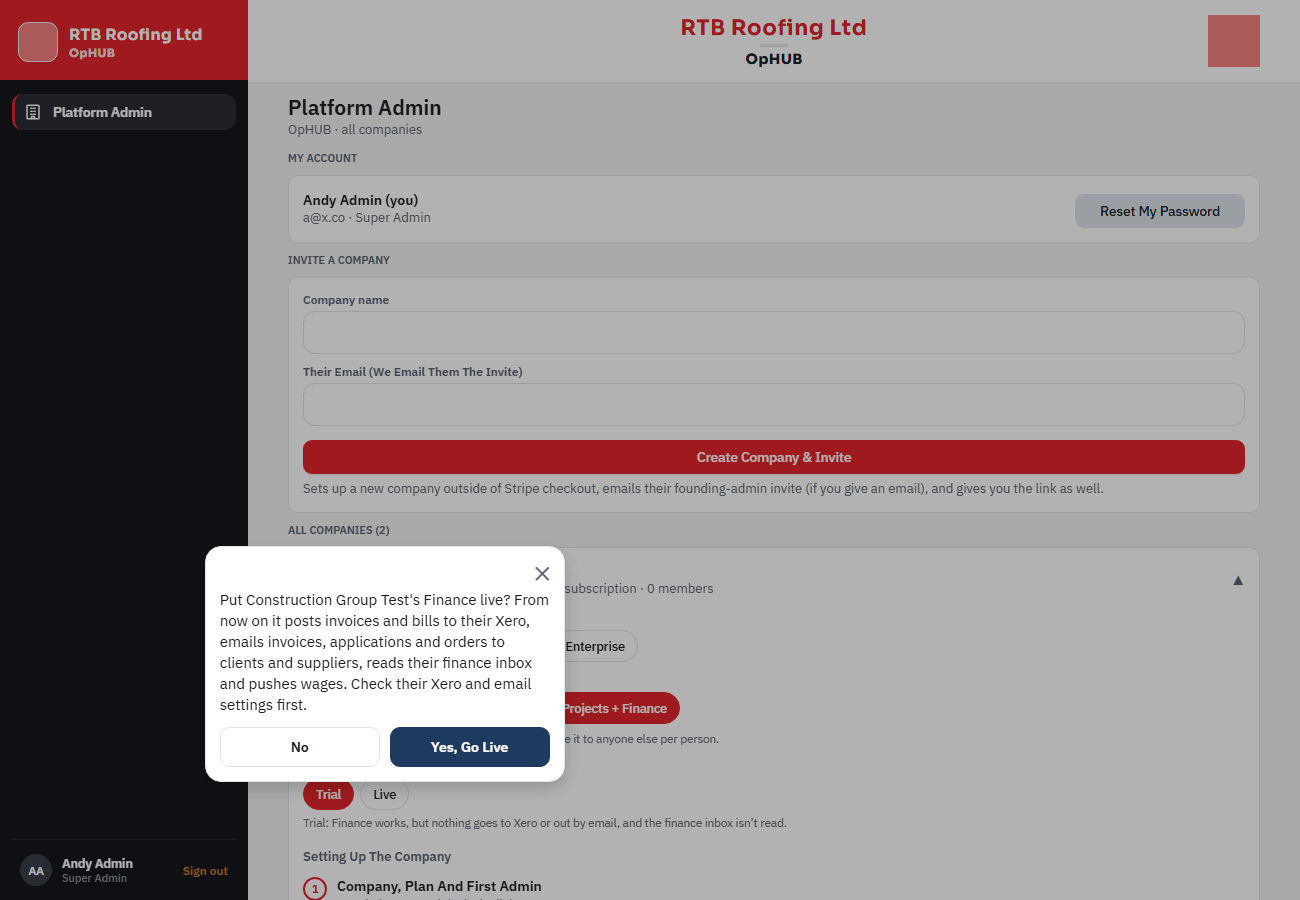 RTB Roofing Ltd
OpHUB
Platform Admin
RTB Roofing Ltd
OpHUB
Platform Admin
OpHUB · all companies
MY ACCOUNT
Andy Admin (you)
a@x.co · Super Admin
Reset My Password
INVITE A COMPANY
Company name
Their Email (We Email Them The Invite)
Create Company & Invite
Sets up a new company outside of Stripe checkout, emails their founding-admin invite (if you give an email), and gives you the link as well.
ALL COMPANIES (2)
subscription · 0 members
Enterprise
Projects + Finance
e it to anyone else per person.
Put Construction Group Test's Finance live? From
now on it posts invoices and bills to their Xero,
emails invoices, applications and orders to
clients and suppliers, reads their finance inbox
and pushes wages. Check their Xero and email
settings first.
No
Yes, Go Live
Trial
Live
Trial: Finance works, but nothing goes to Xero or out by email, and the finance inbox isn’t read.
Setting Up The Company
1
Company, Plan And First Admin
AA
Andy Admin
Super Admin
Sign out